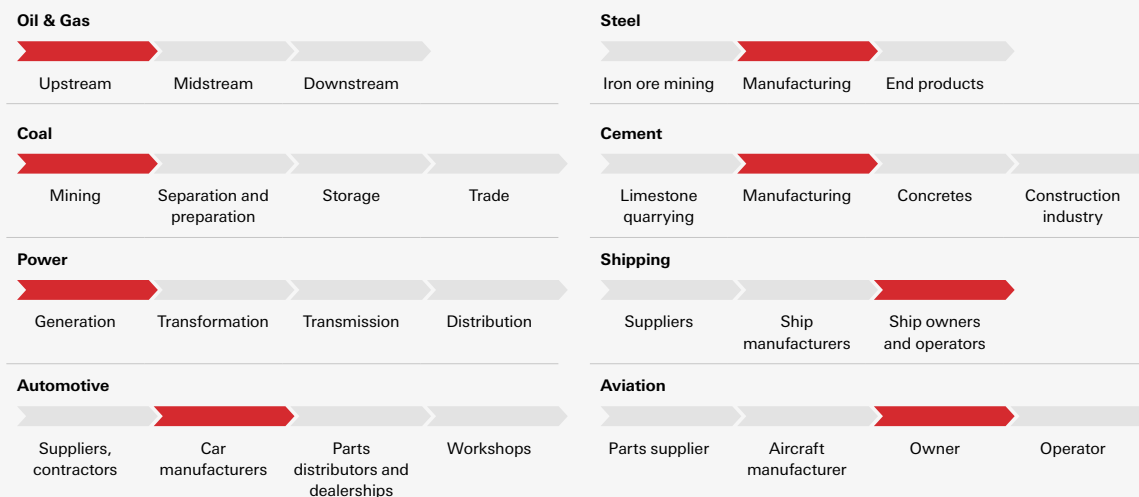 Oil & Gas
Upstream
Midstream
Downstream
Steel
Iron ore mining
Manufacturing
End products
Coal
Mining
Separation and
preparation
Storage
Trade
Cement
Limestone
quarrying
Manufacturing
Concretes
Construction
industry
Power
Generation
Transformation
Transmission
Distribution
Shipping
Suppliers
Ship
manufacturers
Ship owners
and operators
Automotive
Suppliers,
contractors
Car
manufacturers
Parts
distributors and
dealerships
Workshops
Aviation
Parts supplier
Aircraft
manufacturer
Owner
Operator